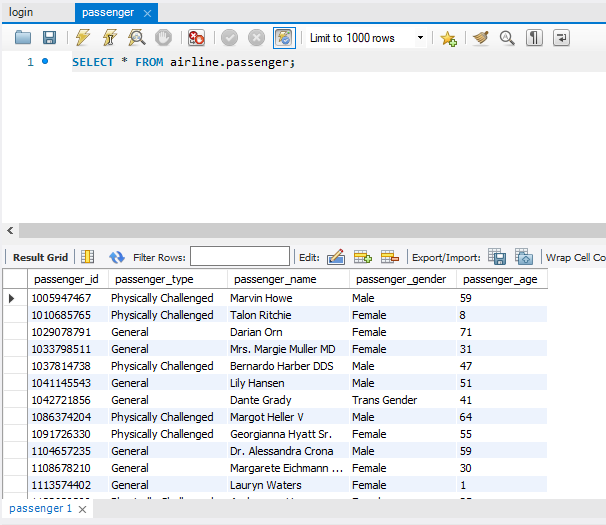 login passenger
Limit to 1000 rows
1 SELECT * FROM airline.passenger;
Result Grid Filter Rows: Edit: Export/Import: Wrap Cell Co
passenger_id passenger_type passenger_name passenger_gender passenger_age
1005947467 Physically Challenged Marvin Howe Male 59
1010685765 Physically Challenged Talon Ritchie Female 8
1029078791 General Darian Orn Female 71
1033798511 General Mrs. Margie Muller MD Female 31
1037814738 Physically Challenged Bernardo Harber DDS Male 47
1041145543 General Lily Hansen Male 51
1042721856 General Dante Grady Trans Gender 41
1086374204 Physically Challenged Margot Heller V Male 64
1091726330 Physically Challenged Georgianna Hyatt Sr. Female 55
1104657235 General Dr. Alessandra Crona Male 59
1108678210 General Margarete Eichmann ... Female 30
1113574402 General Lauryn Waters Female 1
passenger 1